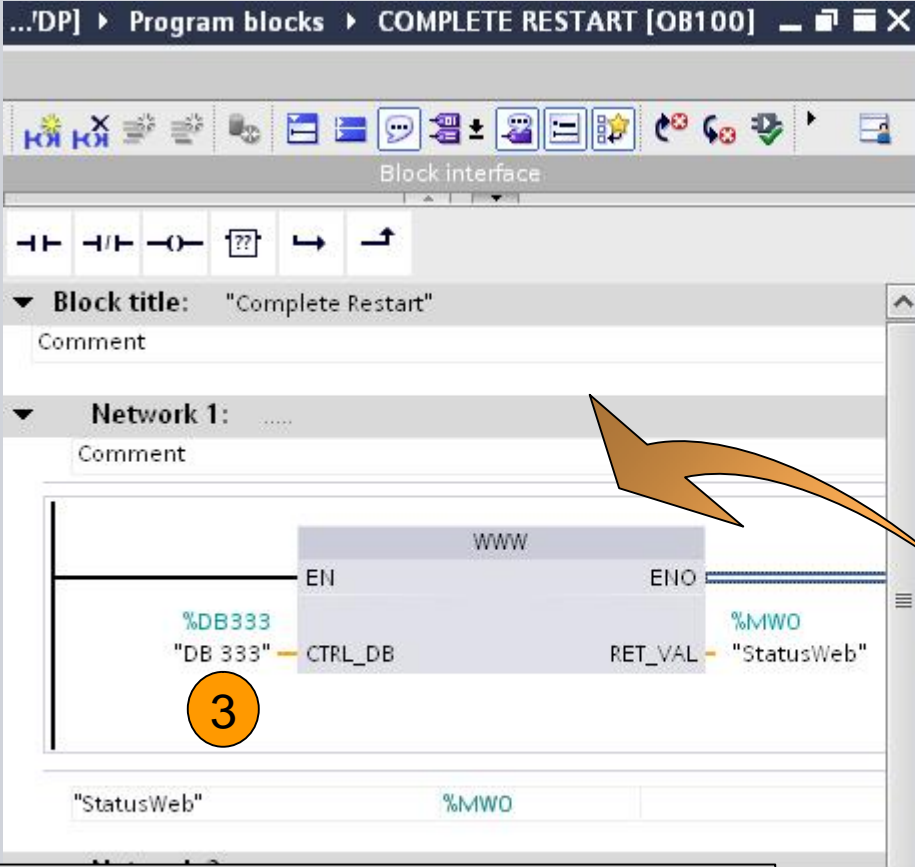 ...'DP] ▸ Program blocks ▸ COMPLETE RESTART [OB100]
Block interface
??
Block title: "Complete Restart"
Comment
Network 1: .....
Comment
WWW
EN ENO
%DB333 %MW0
"DB 333" CTRL_DB RET_VAL "StatusWeb"
3
"StatusWeb" %MW0